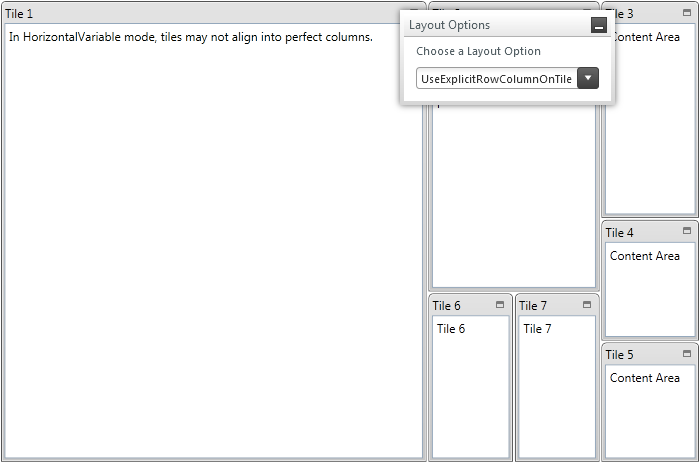 Tile 1
In HorizontalVariable mode, tiles may not align into perfect columns.
Layout Options
Choose a Layout Option
UseExplicitRowColumnOnTile
Tile 3
Content Area
Tile 4
Content Area
Tile 6
Tile 6
Tile 7
Tile 7
Tile 5
Content Area